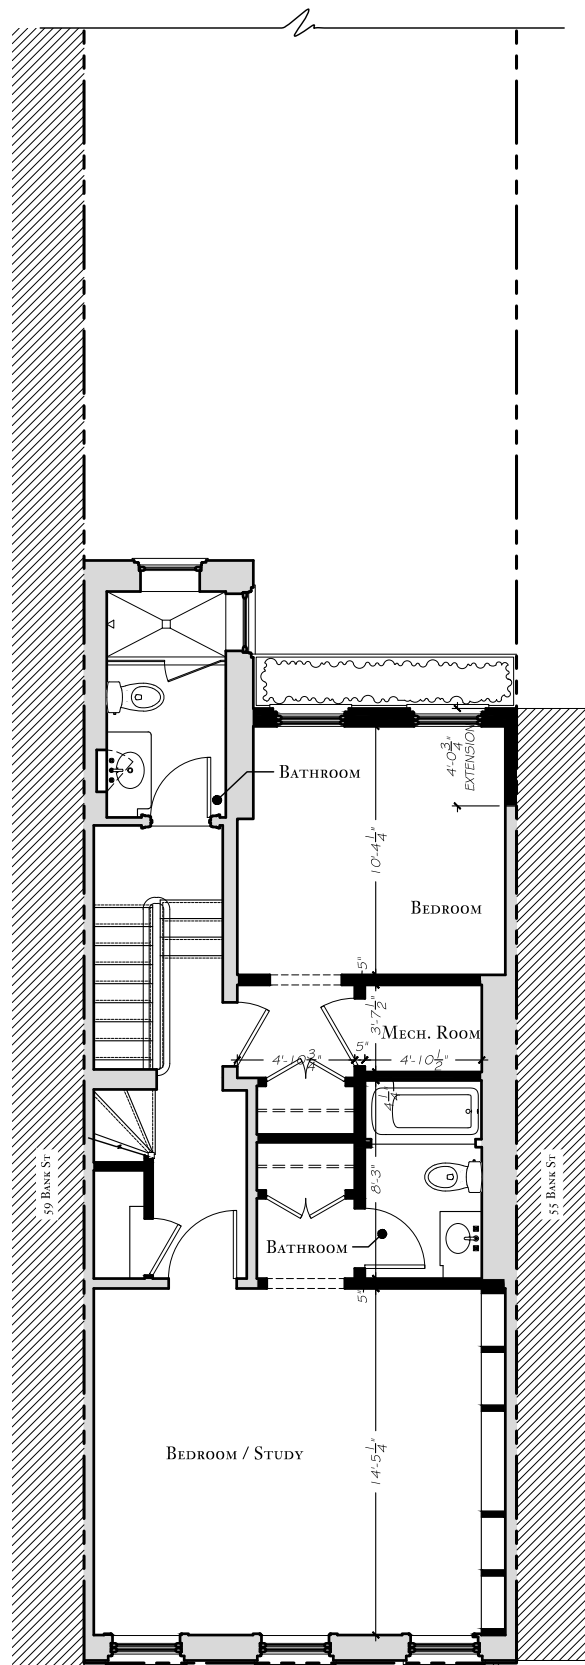 BATHROOM
4'-0 3/4"
EXTENSION
10'-4 1/4"
BEDROOM
5"
3'-7 1/2"
MECH. ROOM
4'-10 3/4"
5"
4'-10 1/2"
4 1/4"
59 BANK ST
55 BANK ST
8'-3"
BATHROOM
5"
BEDROOM / STUDY
14'-5 1/4"